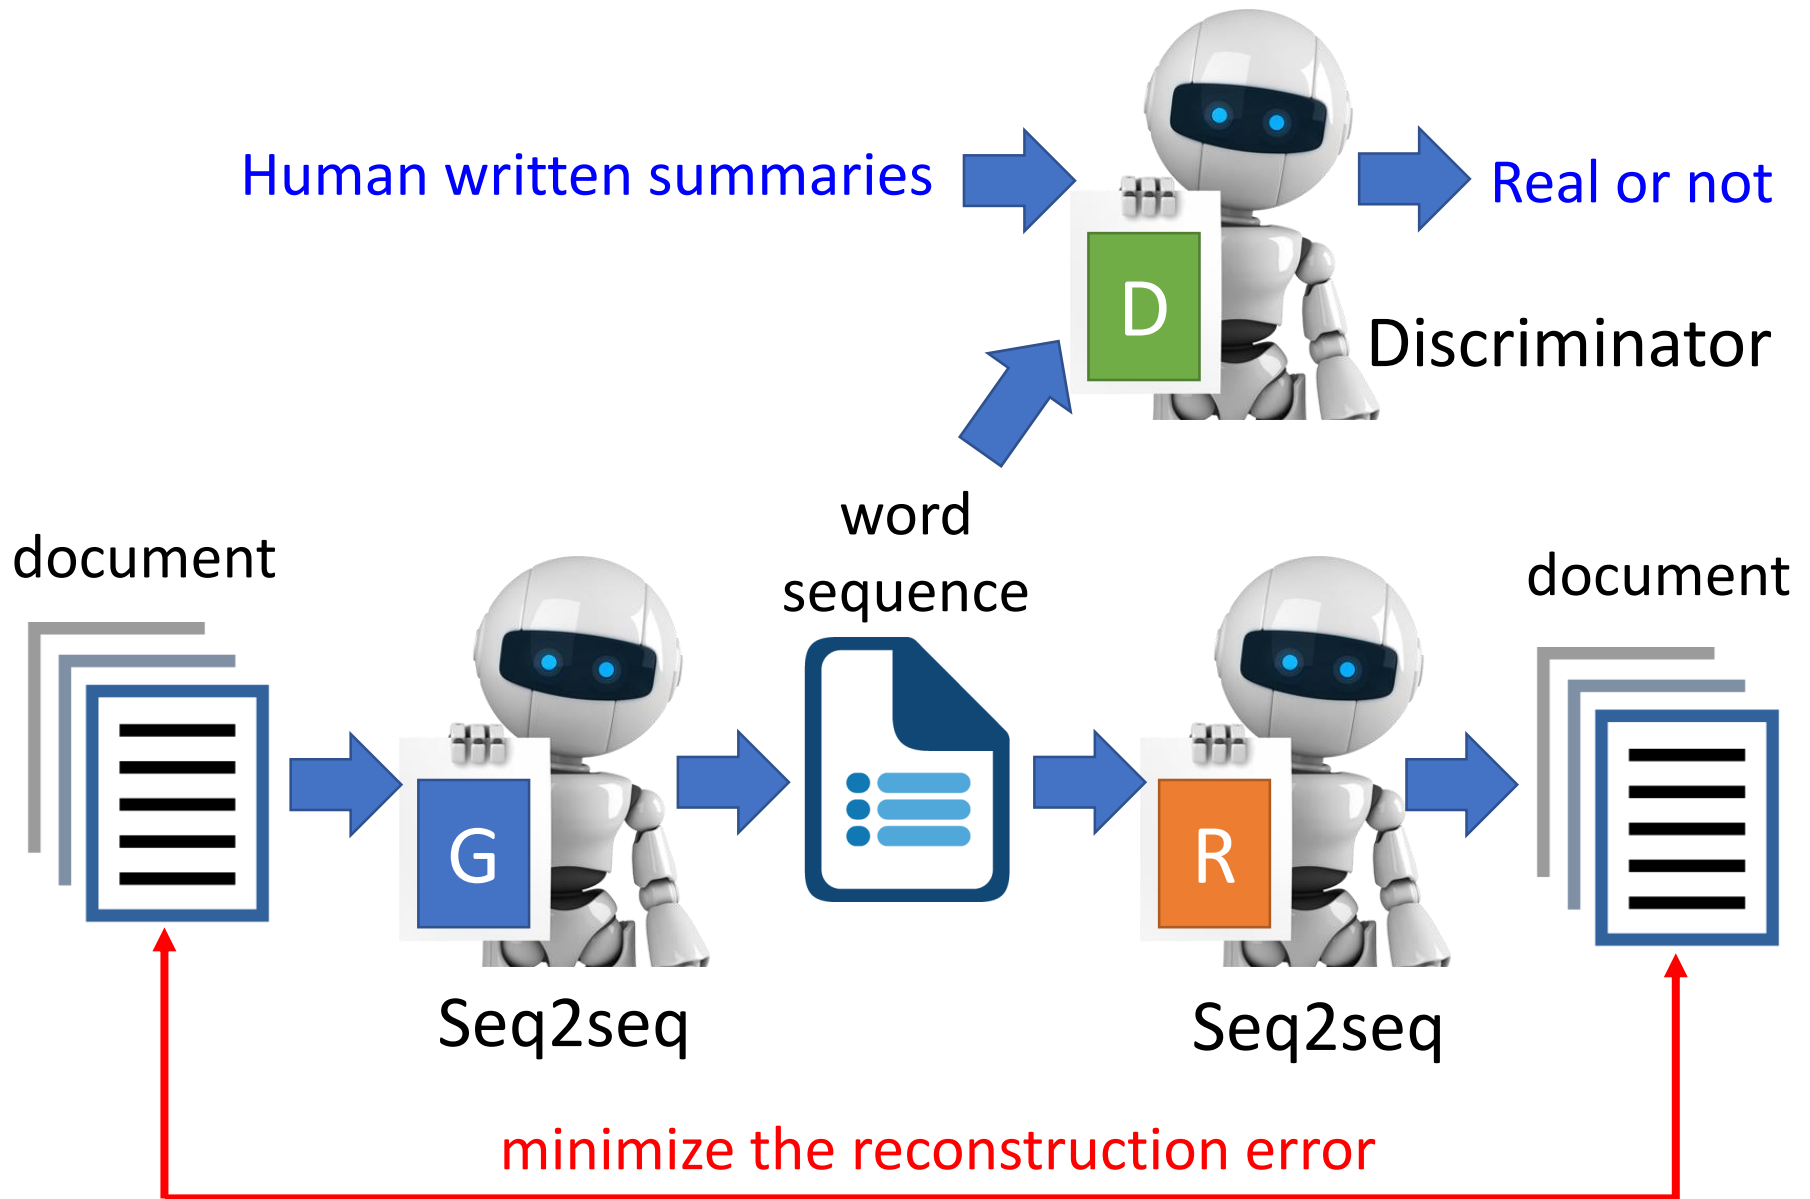 Human written summaries
Real or not
D
Discriminator
word
sequence
document
document
G
R
Seq2seq
Seq2seq
minimize the reconstruction error